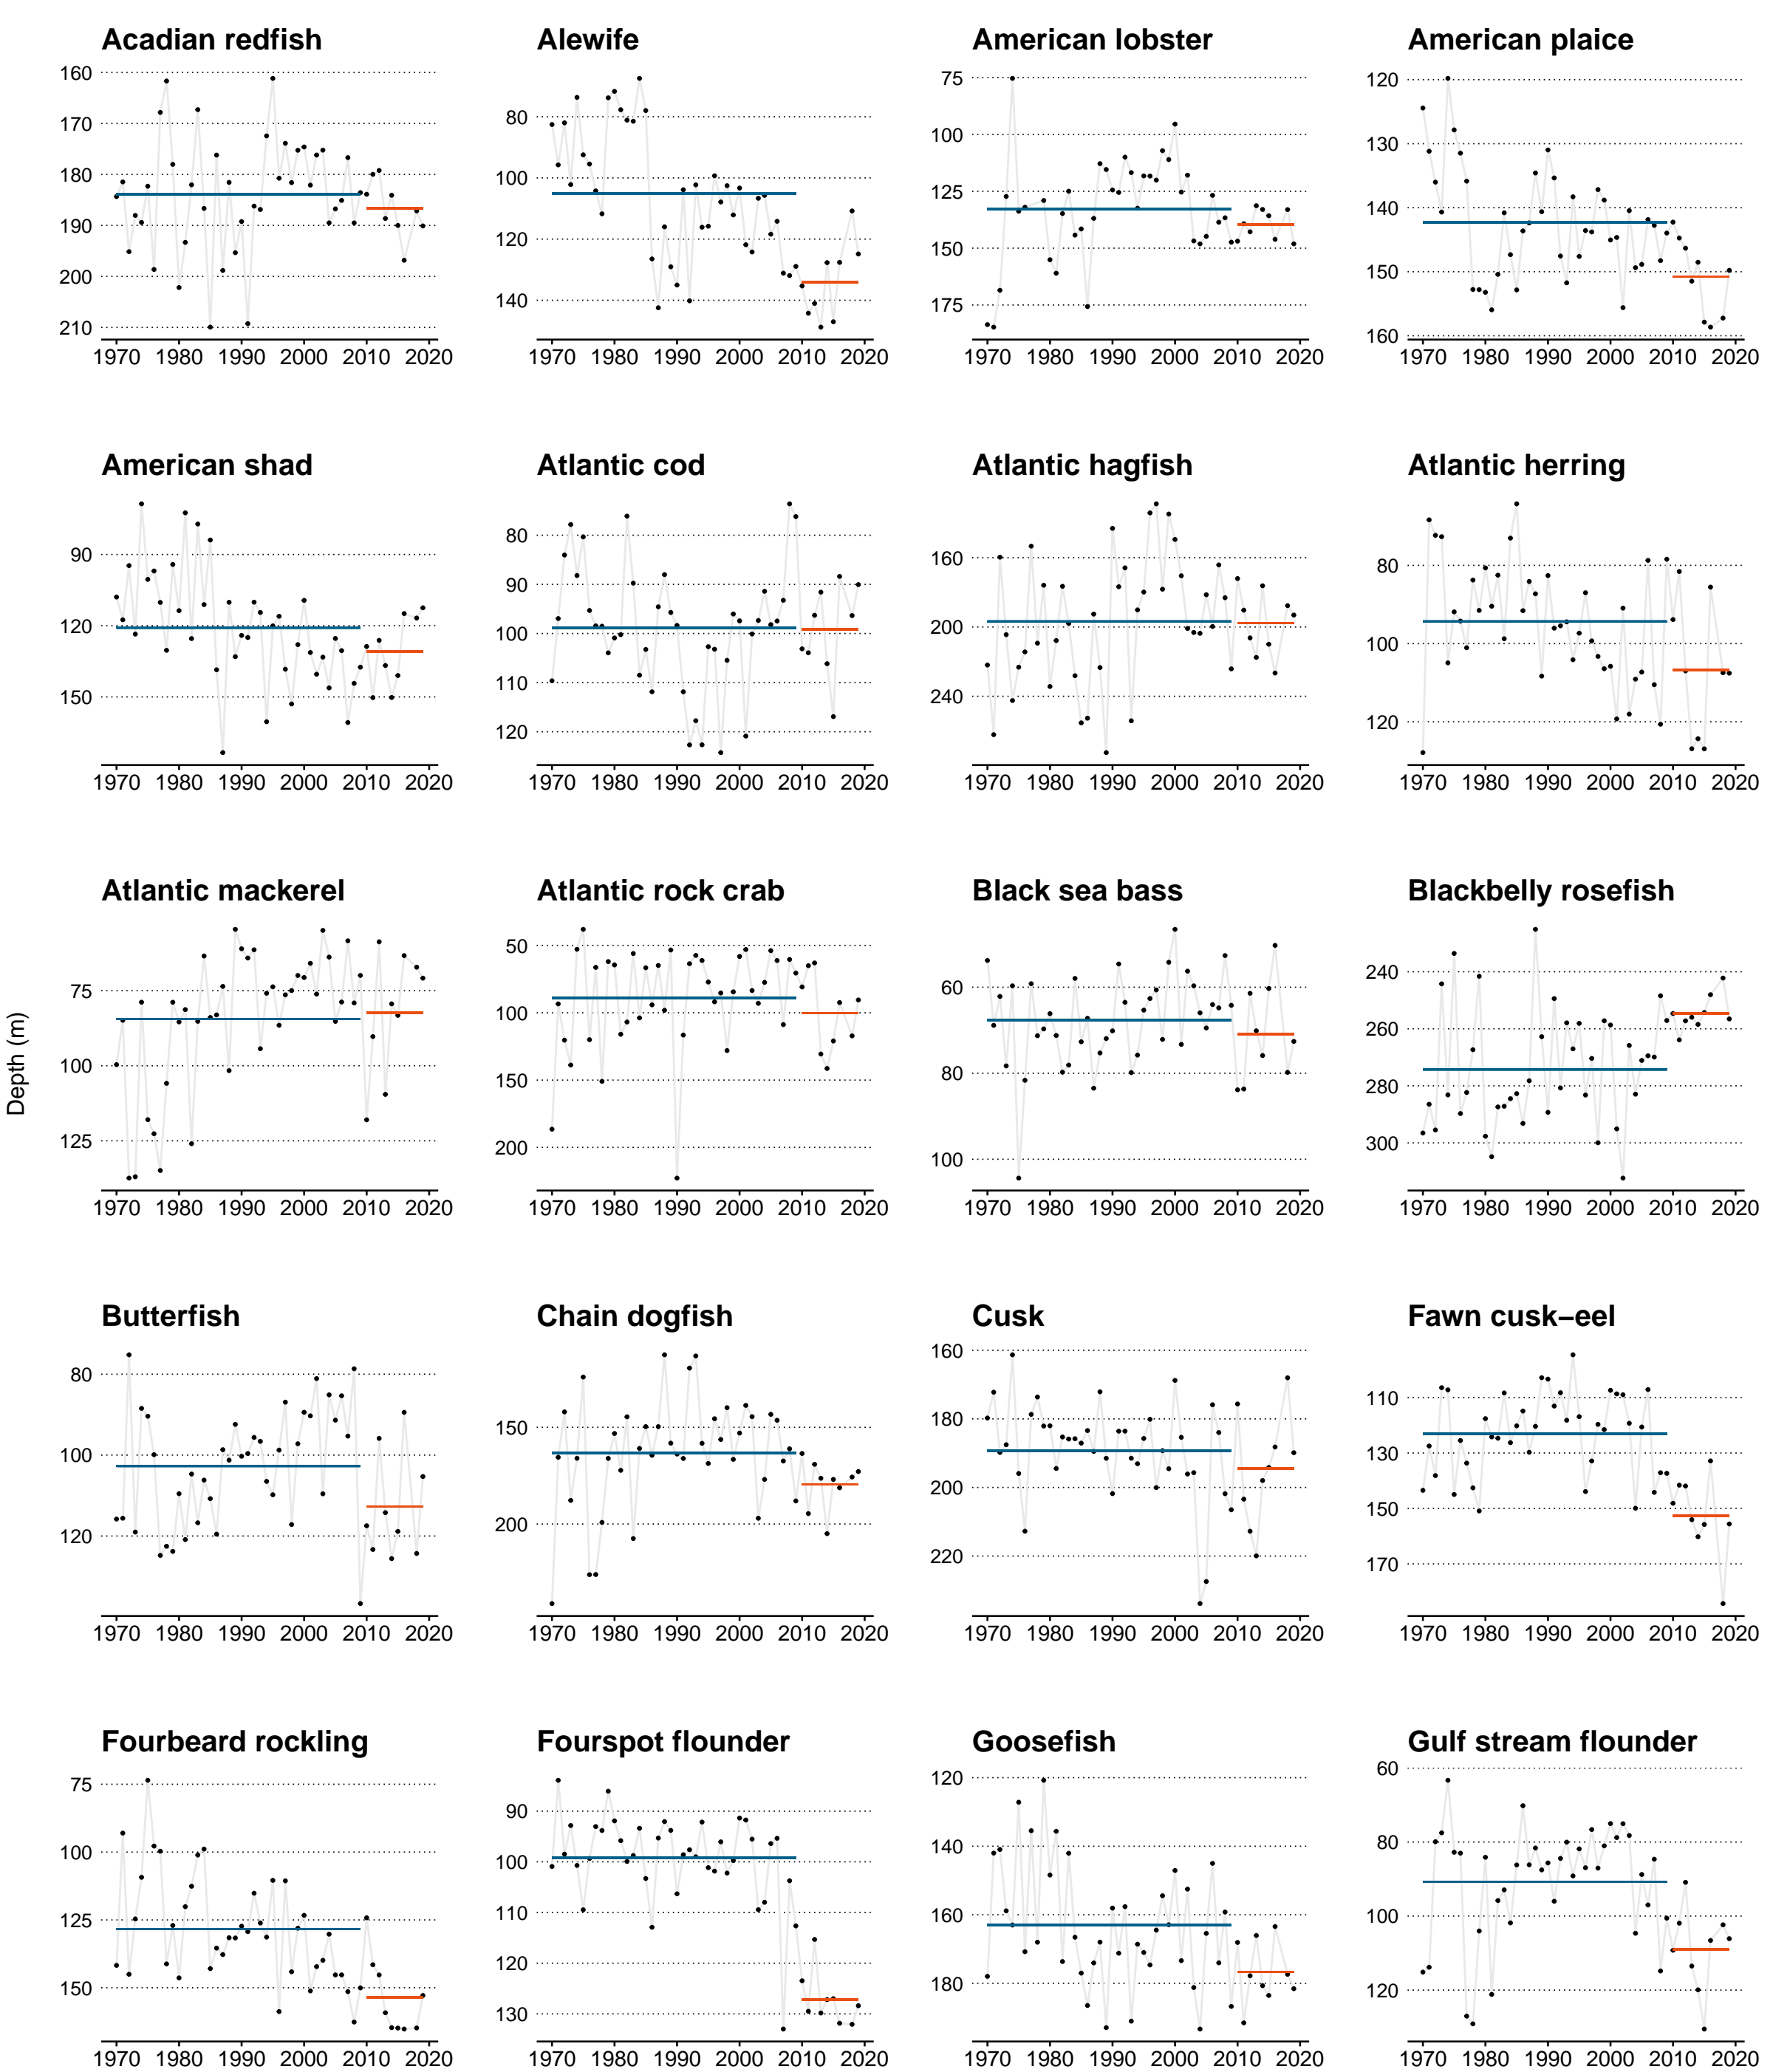 Acadian redfish
160
170
180
190
200
210
1970 1980 1990 2000 2010 2020
Alewife
80
100
120
140
1970 1980 1990 2000 2010 2020
American lobster
75
100
125
150
175
1970 1980 1990 2000 2010 2020
American plaice
120
130
140
150
160
1970 1980 1990 2000 2010 2020
American shad
90
120
150
1970 1980 1990 2000 2010 2020
Atlantic cod
80
90
100
110
120
1970 1980 1990 2000 2010 2020
Atlantic hagfish
160
200
240
1970 1980 1990 2000 2010 2020
Atlantic herring
80
100
120
1970 1980 1990 2000 2010 2020
Depth (m)
Atlantic mackerel
75
100
125
1970 1980 1990 2000 2010 2020
Atlantic rock crab
50
100
150
200
1970 1980 1990 2000 2010 2020
Black sea bass
60
80
100
1970 1980 1990 2000 2010 2020
Blackbelly rosefish
240
260
280
300
1970 1980 1990 2000 2010 2020
Butterfish
80
100
120
1970 1980 1990 2000 2010 2020
Chain dogfish
150
200
1970 1980 1990 2000 2010 2020
Cusk
160
180
200
220
1970 1980 1990 2000 2010 2020
Fawn cusk−eel
110
130
150
170
1970 1980 1990 2000 2010 2020
Fourbeard rockling
75
100
125
150
1970 1980 1990 2000 2010 2020
Fourspot flounder
90
100
110
120
130
1970 1980 1990 2000 2010 2020
Goosefish
120
140
160
180
1970 1980 1990 2000 2010 2020
Gulf stream flounder
60
80
100
120
1970 1980 1990 2000 2010 2020